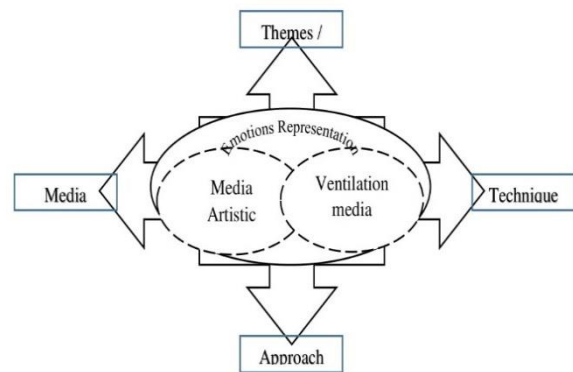 Themes /
Emotions Representation
Media
Artistic
Ventilation
media
Media
Technique
Approach